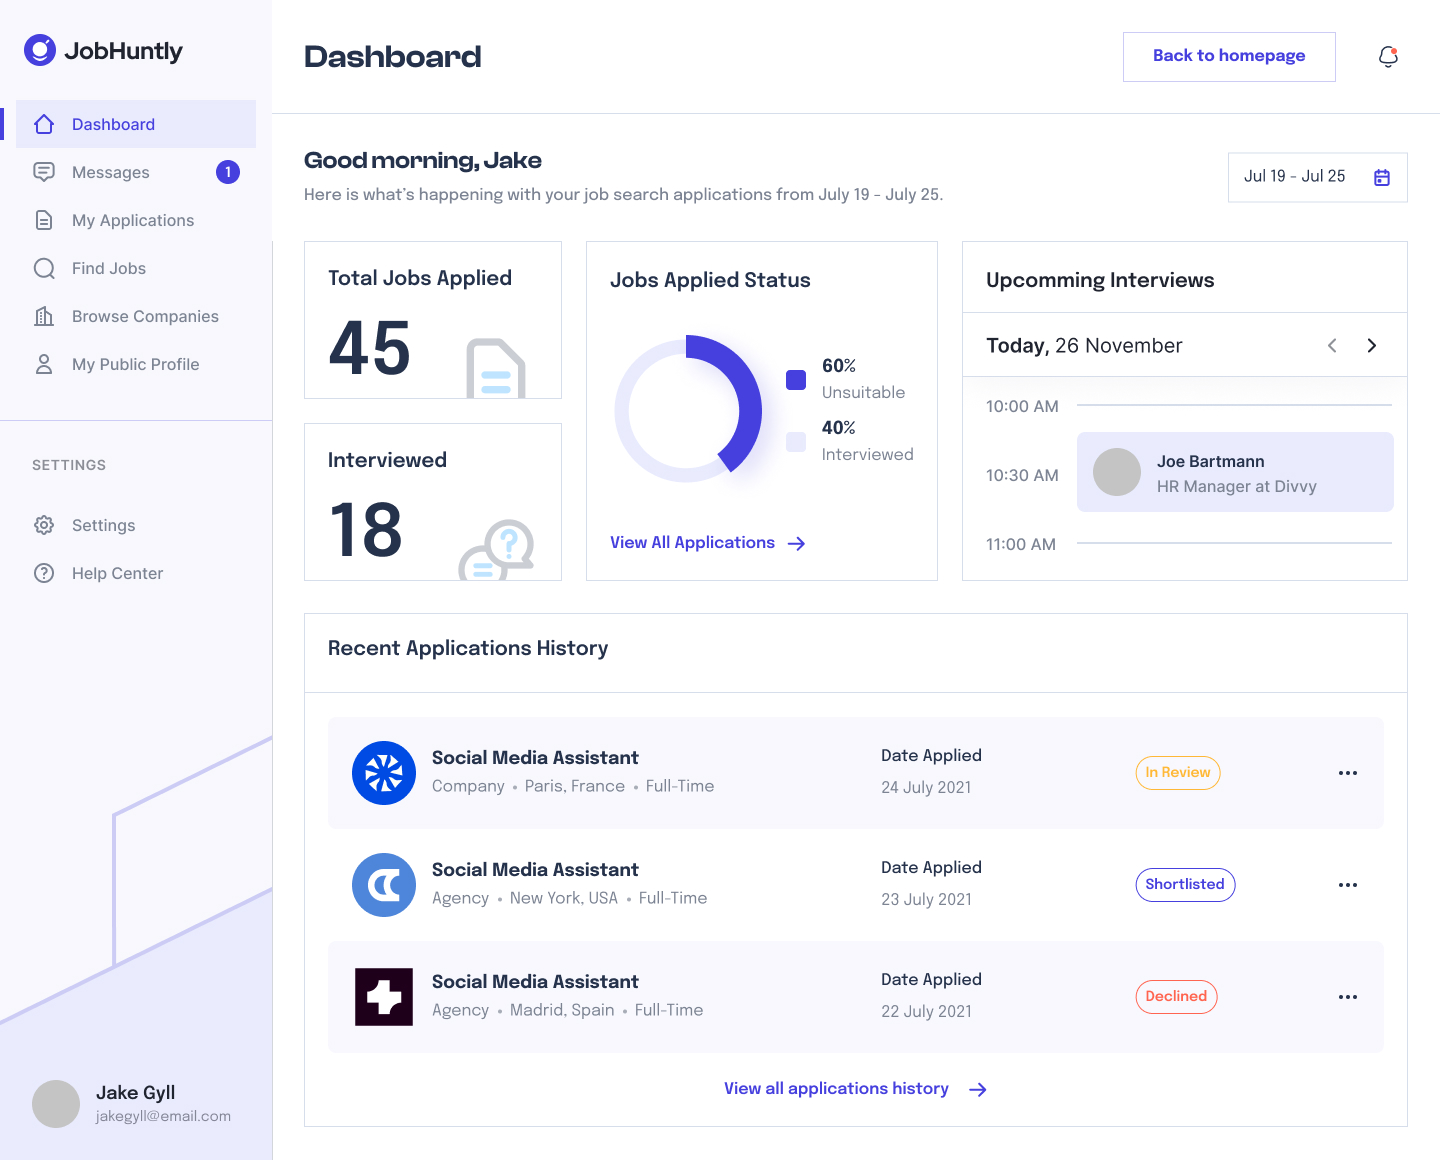 JobHuntly
Dashboard
Messages
1
My Applications
Find Jobs
Browse Companies
My Public Profile
SETTINGS
Settings
Help Center
Jake Gyll
jakegyll@email.com
Dashboard
Back to homepage
Good morning, Jake
Here is what's happening with your job search applications from July 19 - July 25.
Jul 19 - Jul 25
Total Jobs Applied
45
Interviewed
18
Jobs Applied Status
60%
Unsuitable
40%
Interviewed
View All Applications
Upcomming Interviews
Today, 26 November
10:00 AM
10:30 AM
Joe Bartmann
HR Manager at Divvy
11:00 AM
Recent Applications History
Social Media Assistant
Company • Paris, France • Full-Time
Date Applied
24 July 2021
In Review
Social Media Assistant
Agency • New York, USA • Full-Time
Date Applied
23 July 2021
Shortlisted
Social Media Assistant
Agency • Madrid, Spain • Full-Time
Date Applied
22 July 2021
Declined
View all applications history